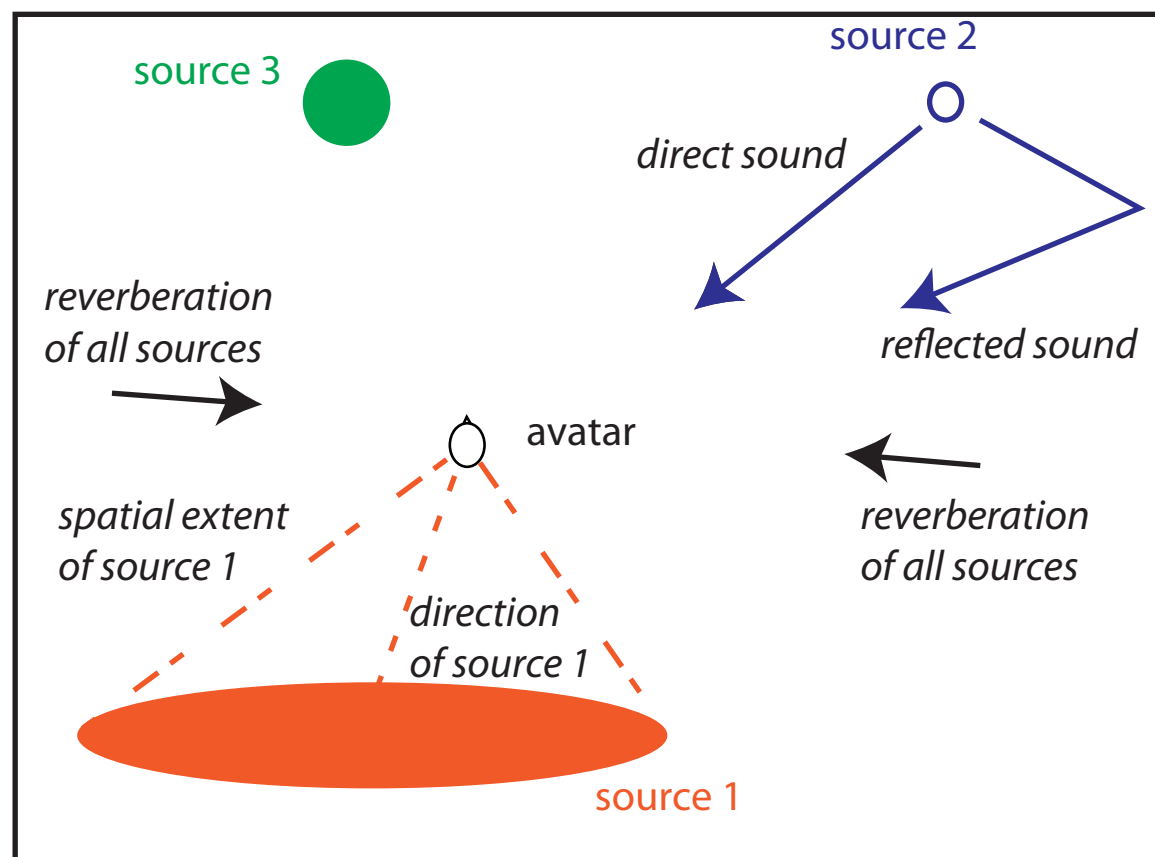 source 2
source 3
direct sound
reverberation
of all sources
reflected sound
avatar
spatial extent
of source 1
reverberation
of all sources
direction
of source 1
source 1